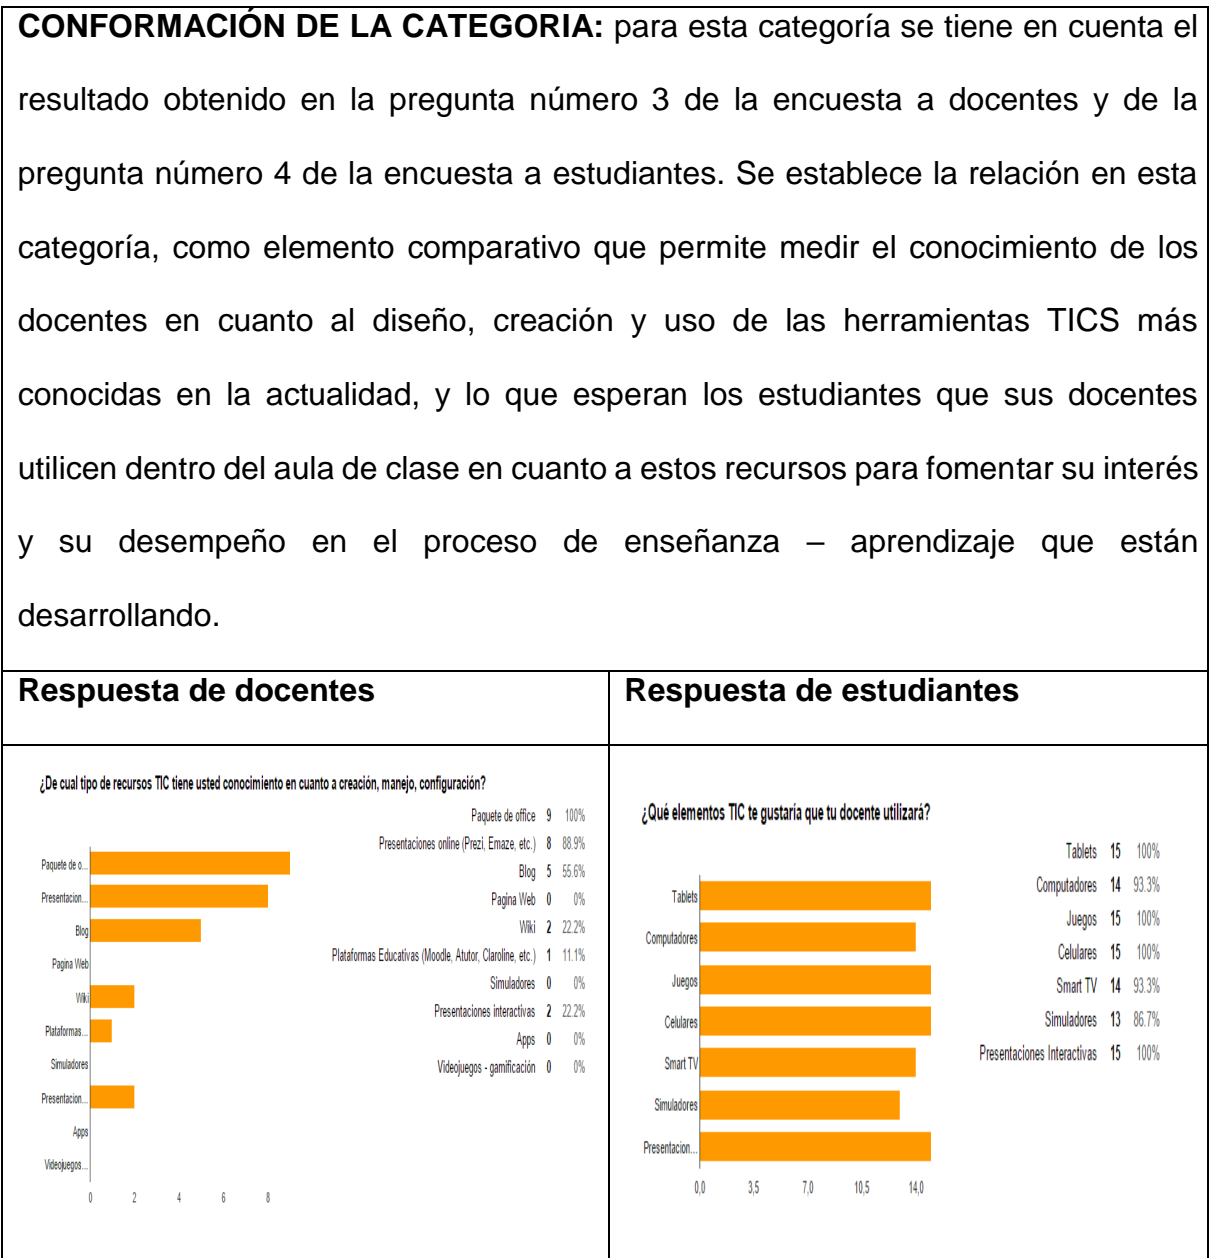 CONFORMACIÓN DE LA CATEGORIA: para esta categoría se tiene en cuenta el
resultado obtenido en la pregunta número 3 de la encuesta a docentes y de la
pregunta número 4 de la encuesta a estudiantes. Se establece la relación en esta
categoría, como elemento comparativo que permite medir el conocimiento de los
docentes en cuanto al diseño, creación y uso de las herramientas TICS más
conocidas en la actualidad, y lo que esperan los estudiantes que sus docentes
utilicen dentro del aula de clase en cuanto a estos recursos para fomentar su interés
y su desempeño en el proceso de enseñanza – aprendizaje que están
desarrollando.
Respuesta de docentes
¿De cual tipo de recursos TIC tiene usted conocimiento en cuanto a creación, manejo, configuración?
Paquete de o...
Presentacion...
Blog
Pagina Web
Wiki
Plataformas...
Simuladores
Presentacion...
Apps
Videojuegos...
0 2 4 6 8
Paquete de office 9 100%
Presentaciones online (Prezi, Emaze, etc.) 8 88.9%
Blog 5 55.6%
Pagina Web 0 0%
Wiki 2 22.2%
Plataformas Educativas (Moodle, Atutor, Claroline, etc.) 1 11.1%
Simuladores 0 0%
Presentaciones interactivas 2 22.2%
Apps 0 0%
Videojuegos - gamificación 0 0%
Respuesta de estudiantes
¿Qué elementos TIC te gustaría que tu docente utilizará?
Tablets
Computadores
Juegos
Celulares
Smart TV
Simuladores
Presentacion...
0,0 3,5 7,0 10,5 14,0
Tablets 15 100%
Computadores 14 93.3%
Juegos 15 100%
Celulares 15 100%
Smart TV 14 93.3%
Simuladores 13 86.7%
Presentaciones Interactivas 15 100%